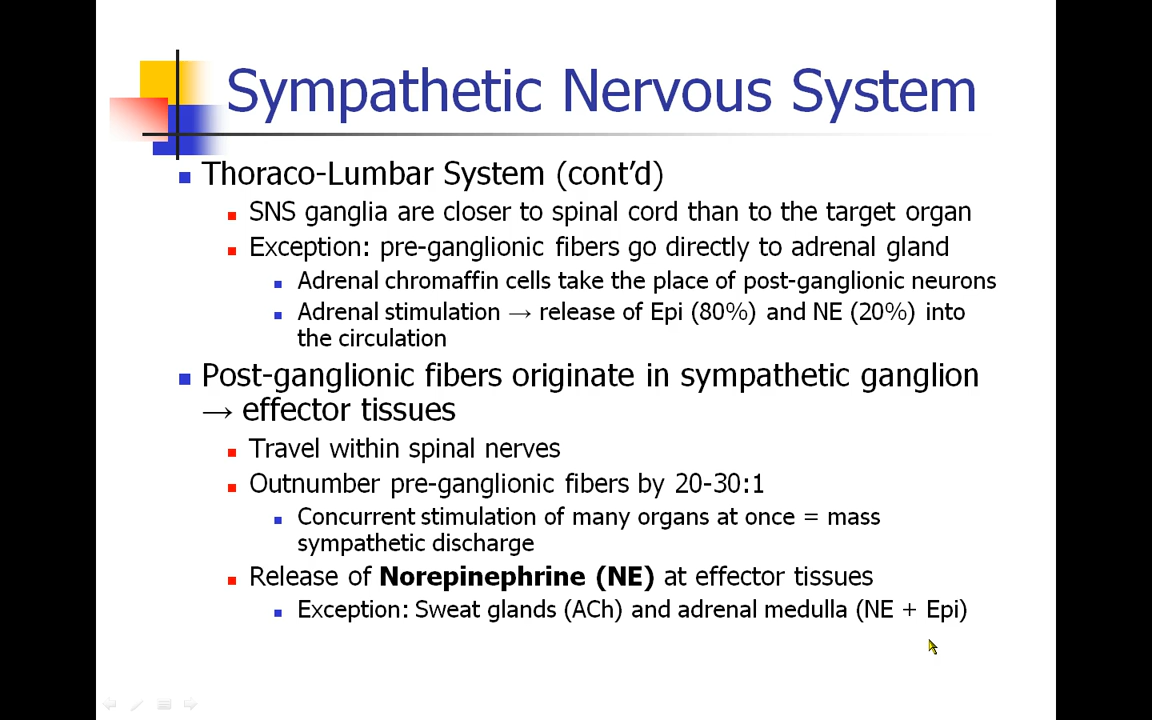 Sympathetic Nervous System
Thoraco-Lumbar System (cont’d)
SNS ganglia are closer to spinal cord than to the target organ
Exception: pre-ganglionic fibers go directly to adrenal gland
Adrenal chromaffin cells take the place of post-ganglionic neurons
Adrenal stimulation → release of Epi (80%) and NE (20%) into
the circulation
Post-ganglionic fibers originate in sympathetic ganglion
→ effector tissues
Travel within spinal nerves
Outnumber pre-ganglionic fibers by 20-30:1
Concurrent stimulation of many organs at once = mass
sympathetic discharge
Release of Norepinephrine (NE) at effector tissues
Exception: Sweat glands (ACh) and adrenal medulla (NE + Epi)